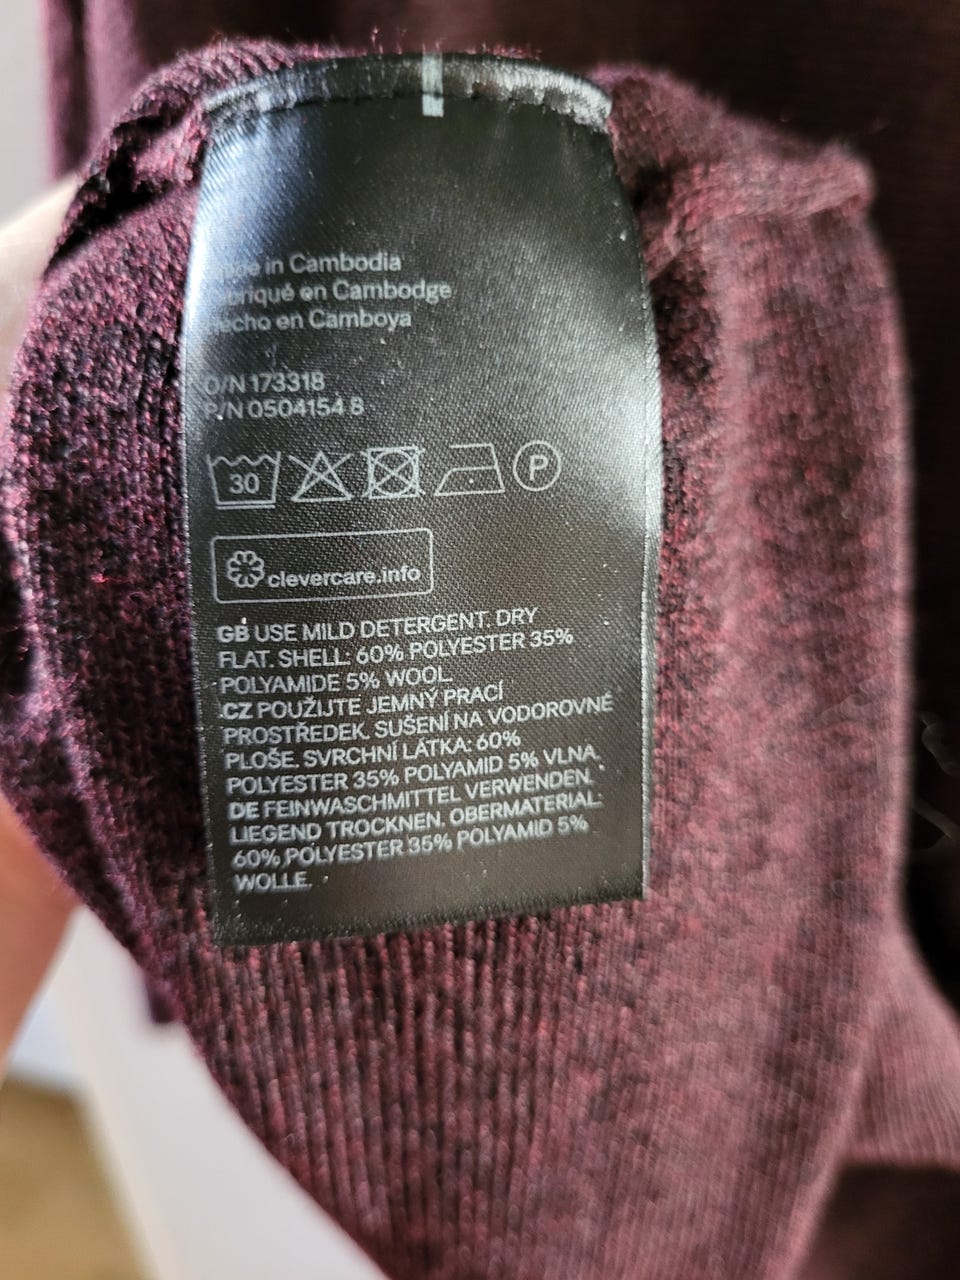 in Cambodia
en Cambodge
en Camboya
O/N 173318
P/N 0504154 8
30
P
clevercare.info
GB USE MILD DETERGENT. DRY
FLAT. SHELL: 60% POLYESTER 35%
POLYAMIDE 5% WOOL.
CZ POUŽIJTE JEMNÝ PRACÍ
PROSTŘEDEK. SUŠENÍ NA VODOROVNÉ
PLOŠE. SVRCHNÍ LÁTKA: 60%
POLYESTER 35% POLYAMID 5% VLNA.
DE FEINWASCHMITTEL VERWENDEN.
LIEGEND TROCKNEN. OBERMATERIAL:
60% POLYESTER 35% POLYAMID 5%
WOLLE.